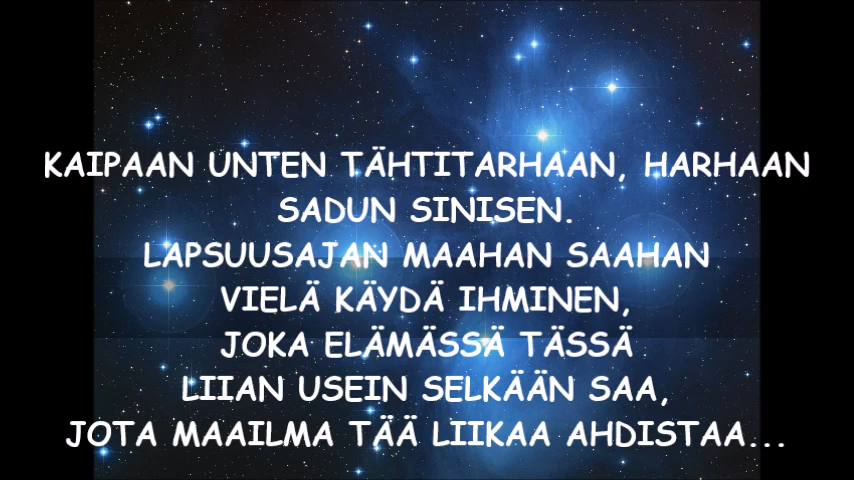 KAIPAAN UNTEN TÄHTITARHAAN, HARHAAN
SADUN SINISEN.
LAPSUUSAJAN MAAHAN SAAHAN
VIELÄ KÄYDÄ IHMINEN,
JOKA ELÄMÄSSÄ TÄSSÄ
LIIAN USEIN SELKÄÄN SAA,
JOTA MAAILMA TÄÄ LIIKAA AHDISTAA...